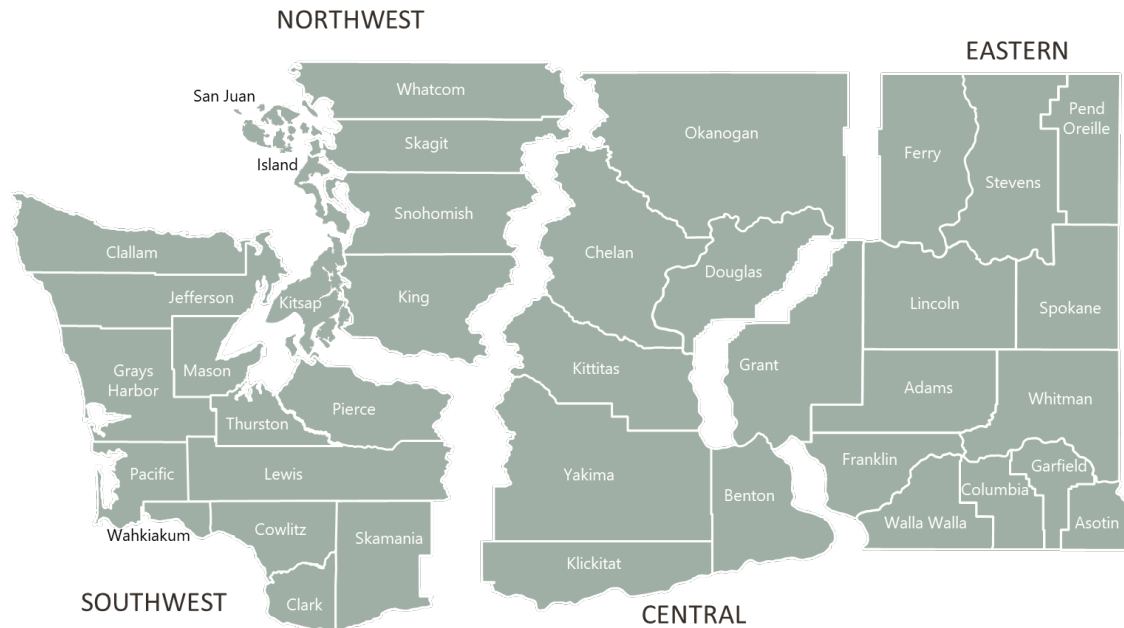 NORTHWEST
EASTERN
Whatcom
San Juan
Skagit
Island
Okanogan
Pend
Oreille
Ferry
Stevens
Snohomish
Clallam
Chelan
Douglas
Jefferson
Kitsap
King
Lincoln
Spokane
Grays
Harbor
Mason
Kittitas
Grant
Adams
Whitman
Thurston
Pierce
Pacific
Lewis
Yakima
Benton
Franklin
Garfield
Columbia
Walla Walla
Asotin
Wahkiakum
Cowlitz
Skamania
Klickitat
Clark
SOUTHWEST
CENTRAL